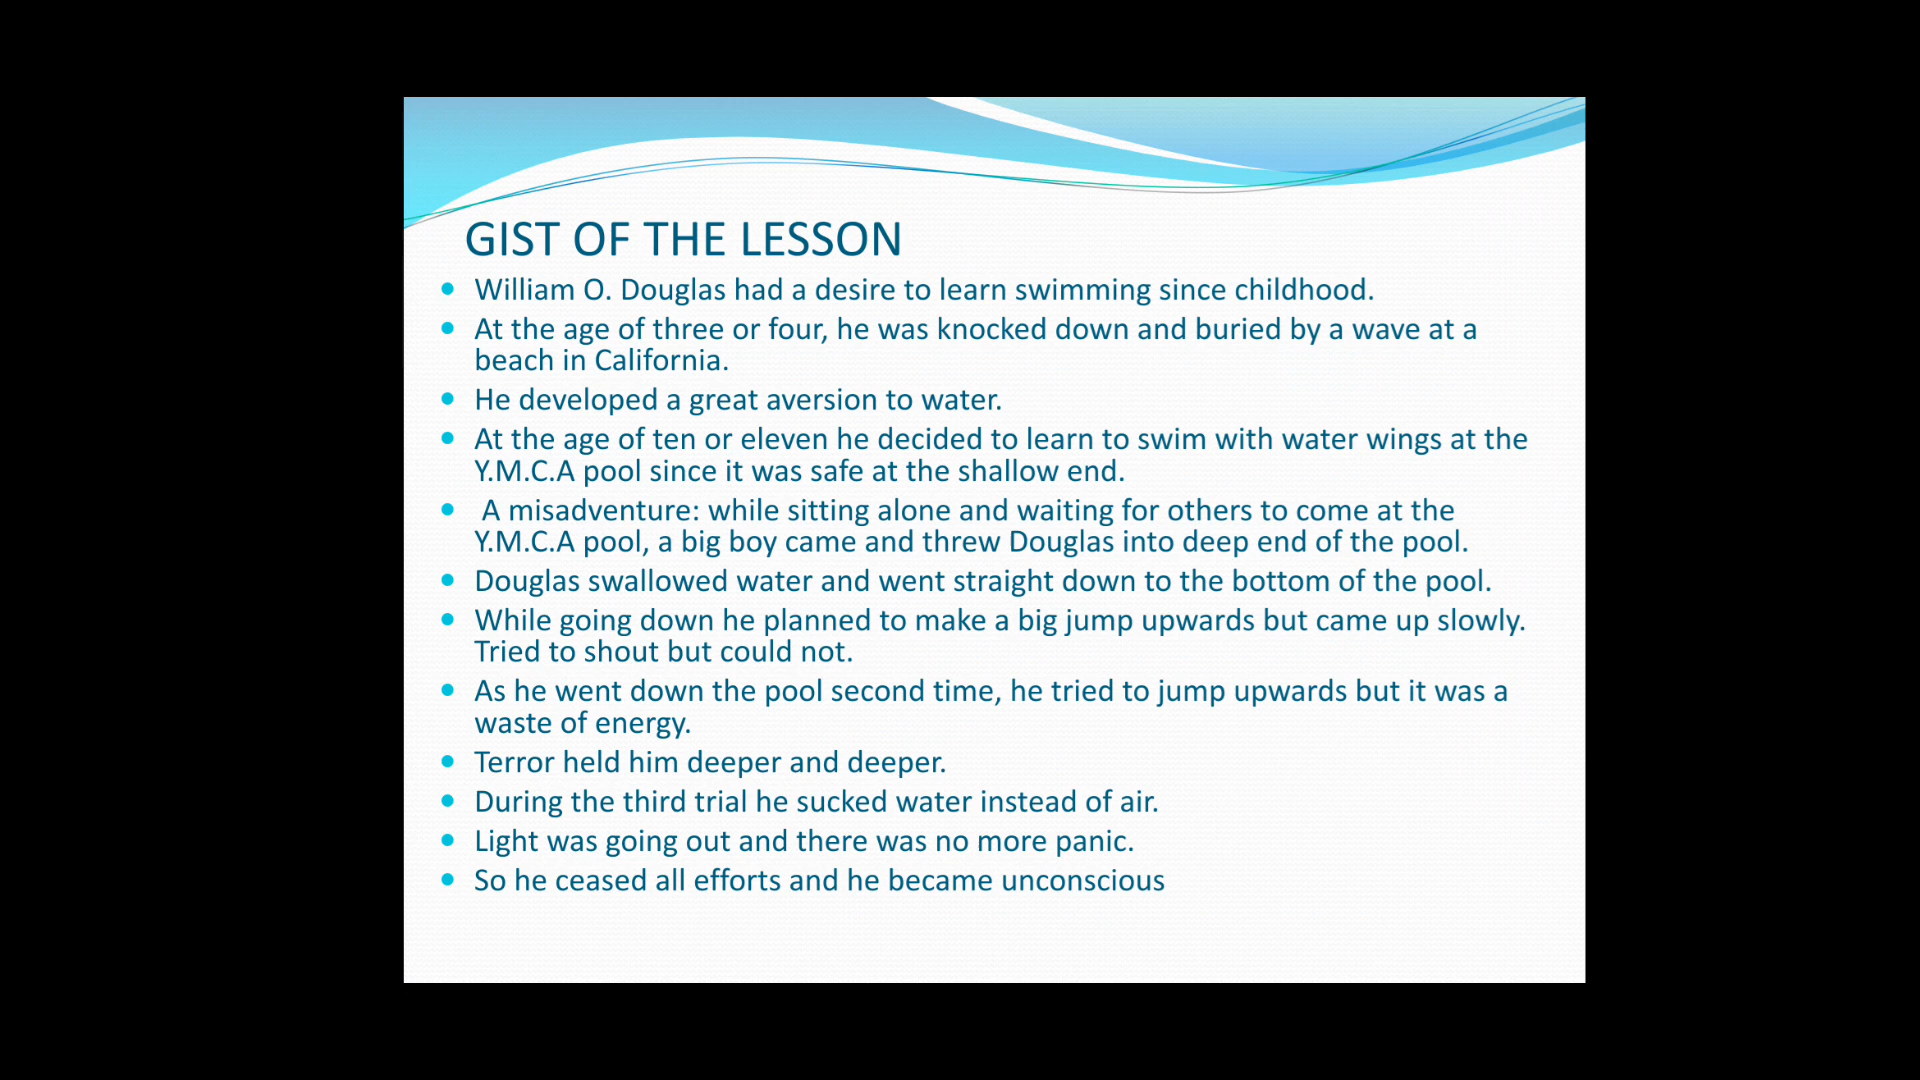 GIST OF THE LESSON
• William O. Douglas had a desire to learn swimming since childhood.
• At the age of three or four, he was knocked down and buried by a wave at a
beach in California.
• He developed a great aversion to water.
• At the age of ten or eleven he decided to learn to swim with water wings at the
Y.M.C.A pool since it was safe at the shallow end.
• A misadventure: while sitting alone and waiting for others to come at the
Y.M.C.A pool, a big boy came and threw Douglas into deep end of the pool.
• Douglas swallowed water and went straight down to the bottom of the pool.
• While going down he planned to make a big jump upwards but came up slowly.
Tried to shout but could not.
• As he went down the pool second time, he tried to jump upwards but it was a
waste of energy.
• Terror held him deeper and deeper.
• During the third trial he sucked water instead of air.
• Light was going out and there was no more panic.
• So he ceased all efforts and he became unconscious